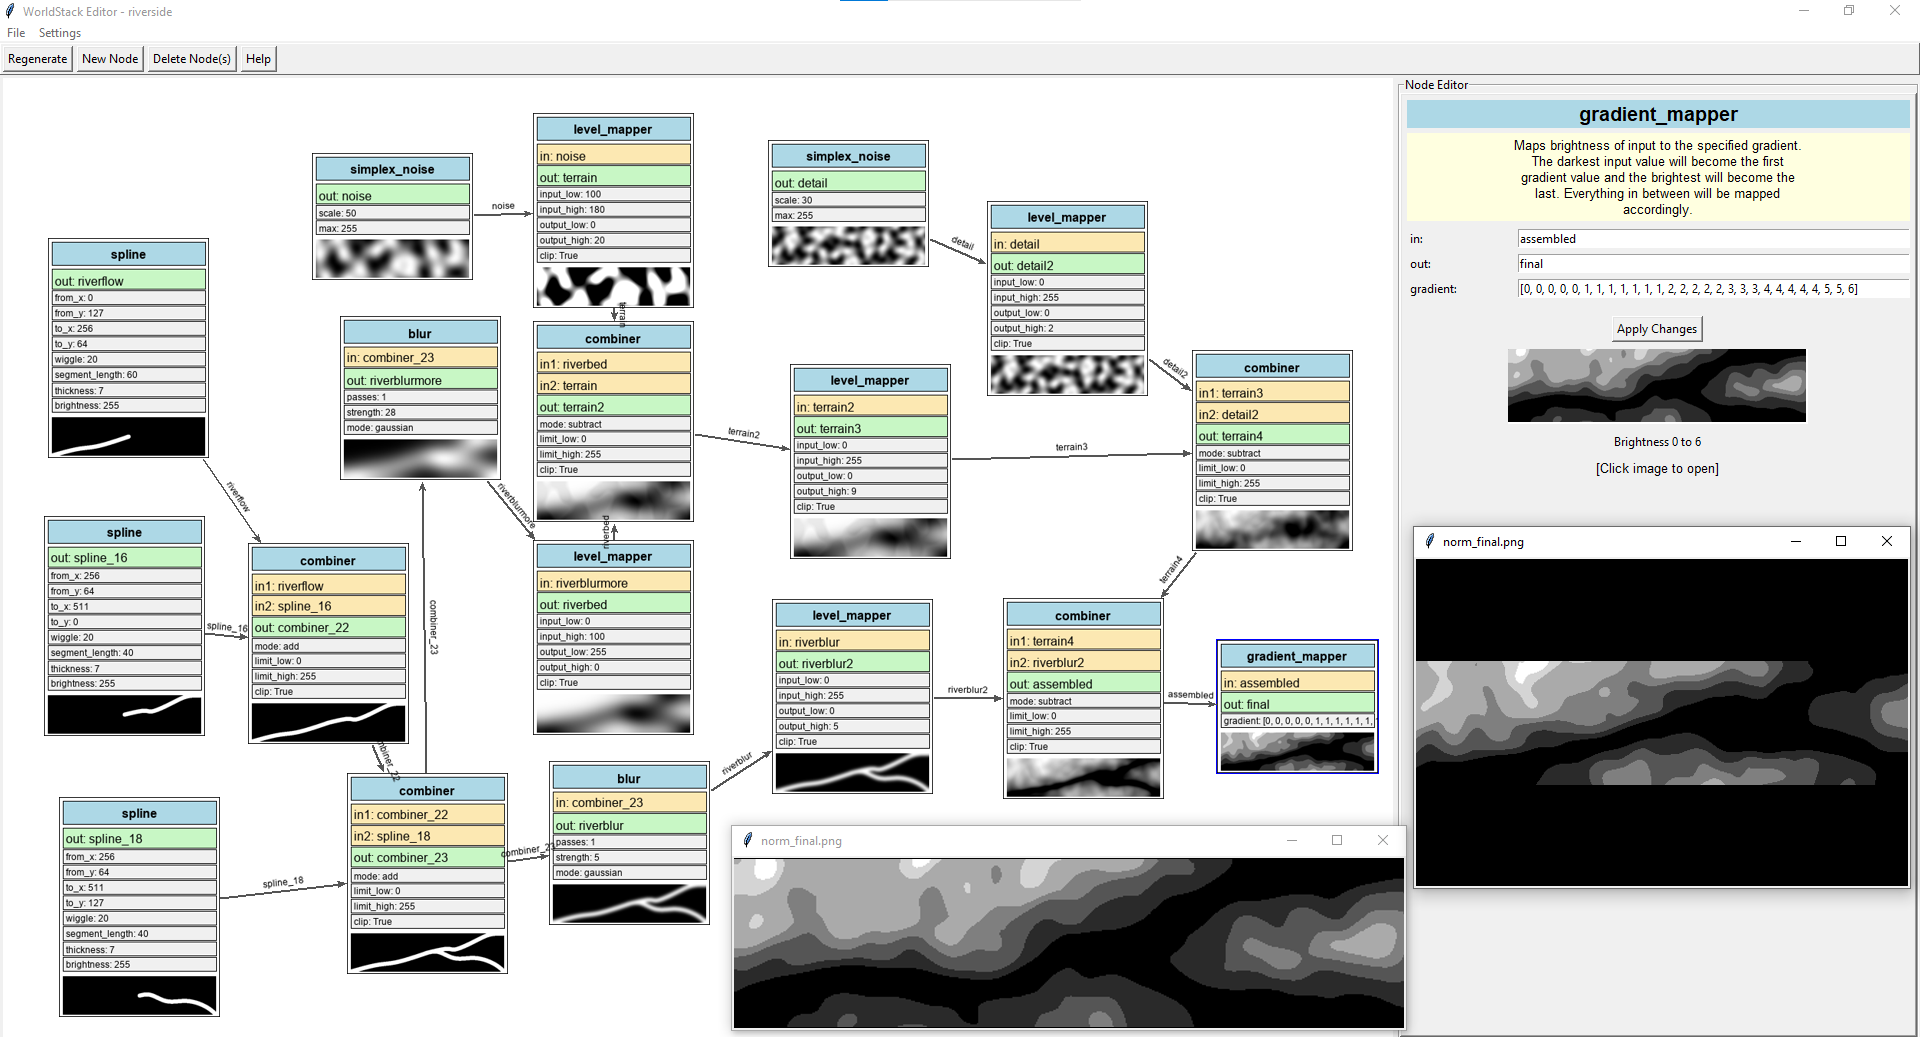 WorldStack Editor - riverside
File Settings
Regenerate New Node Delete Node(s) Help
spline
out: riverflow
from_x: 0
from_y: 127
to_x: 256
to_y: 64
wiggle: 20
segment_length: 60
thickness: 7
brightness: 255
riverflow
spline
out: spline_16
from_x: 256
from_y: 64
to_x: 511
to_y: 0
wiggle: 20
segment_length: 40
thickness: 7
brightness: 255
spline_16
spline
out: spline_18
from_x: 256
from_y: 64
to_x: 511
to_y: 127
wiggle: 20
segment_length: 40
thickness: 7
brightness: 255
spline_18
simplex_noise
out: noise
scale: 50
max: 255
noise
blur
in: combiner_23
out: riverblurmore
passes: 1
strength: 28
mode: gaussian
riverblurmore
combiner
in1: riverflow
in2: spline_16
out: combiner_22
mode: add
limit_low: 0
limit_high: 255
clip: True
combiner_23
combiner
in1: combiner_22
in2: spline_18
out: combiner_23
mode: add
limit_low: 0
limit_high: 255
clip: True
combiner_23
level_mapper
in: noise
out: terrain
input_low: 100
input_high: 180
output_low: 0
output_high: 20
clip: True
terrain
combiner
in1: riverbed
in2: terrain
out: terrain2
mode: subtract
limit_low: 0
limit_high: 255
clip: True
terrain2
riverbed
level_mapper
in: riverblurmore
out: riverbed
input_low: 0
input_high: 100
output_low: 255
output_high: 0
clip: True
blur
in: combiner_23
out: riverblur
passes: 1
strength: 5
mode: gaussian
riverblur
simplex_noise
out: detail
scale: 30
max: 255
detail
level_mapper
in: detail
out: detail2
input_low: 0
input_high: 255
output_low: 0
output_high: 2
clip: True
detail2
level_mapper
in: terrain2
out: terrain3
input_low: 0
input_high: 255
output_low: 0
output_high: 9
clip: True
terrain3
combiner
in1: terrain3
in2: detail2
out: terrain4
mode: subtract
limit_low: 0
limit_high: 255
clip: True
terrain4
level_mapper
in: riverblur
out: riverblur2
input_low: 0
input_high: 255
output_low: 0
output_high: 5
clip: True
riverblur2
combiner
in1: terrain4
in2: riverblur2
out: assembled
mode: subtract
limit_low: 0
limit_high: 255
clip: True
assembled
gradient_mapper
in: assembled
out: final
gradient: [0, 0, 0, 0, 0, 1, 1, 1, 1, 1, 1,
norm_final.png
Node Editor
gradient_mapper
Maps brightness of input to the specified gradient.
The darkest input value will become the first
gradient value and the brightest will become the
last. Everything in between will be mapped
accordingly.
in: assembled
out: final
gradient: [0, 0, 0, 0, 0, 1, 1, 1, 1, 1, 1, 1, 2, 2, 2, 2, 2, 3, 3, 3, 4, 4, 4, 4, 4, 5, 5, 6]
Apply Changes
Brightness 0 to 6
[Click image to open]
norm_final.png